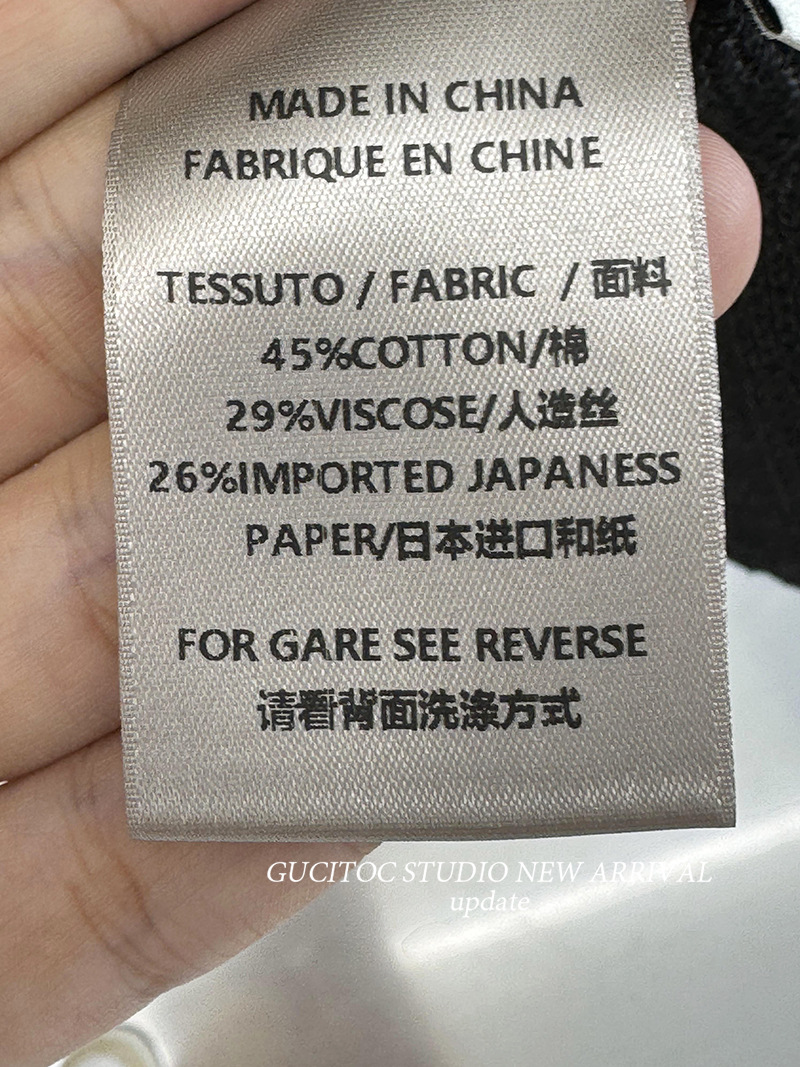 MADE IN CHINA
FABRIQUE EN CHINE
TESSUTO / FABRIC / 面料
45%COTTON/棉
29%VISCOSE/人造丝
26%IMPORTED JAPANESS
PAPER/日本进口和纸
FOR GARE SEE REVERSE
请看背面洗涤方式
GUCITOC STUDIO NEW ARRIVAL
update